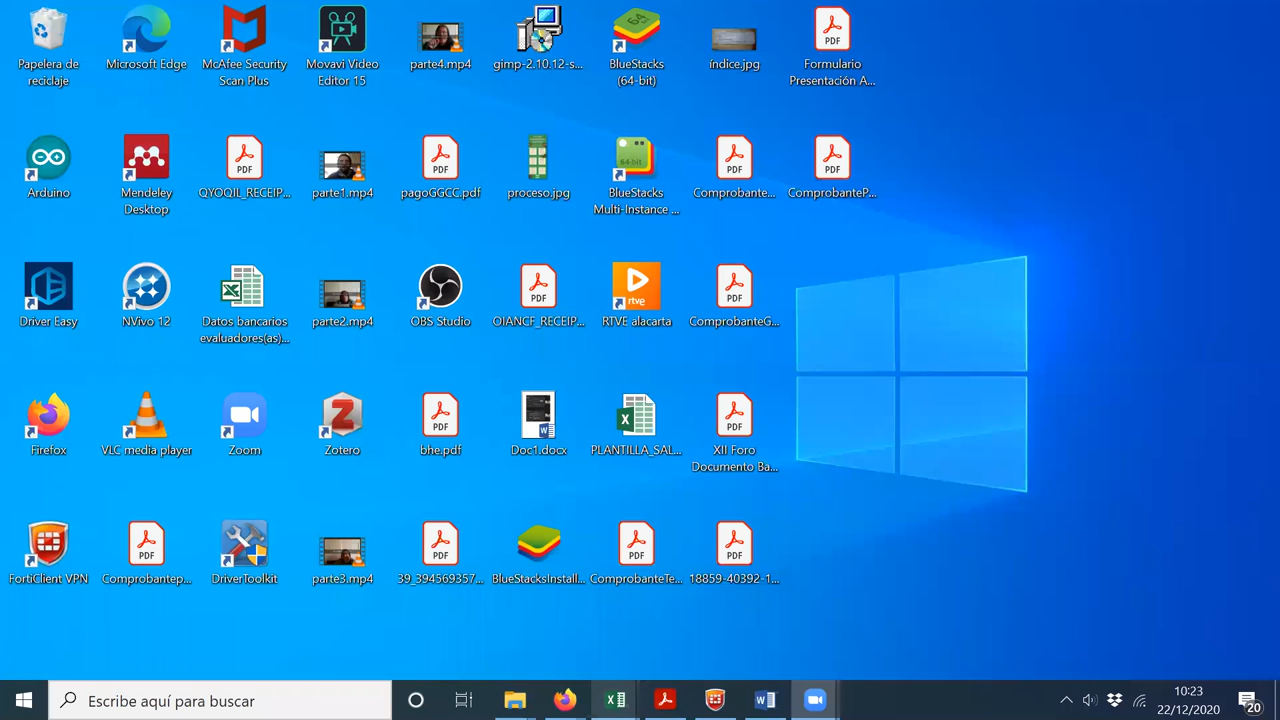 Papelera de
reciclaje
Microsoft Edge
McAfee Security
Scan Plus
Movavi Video
Editor 15
parte4.mp4
gimp-2.10.12-s...
BlueStacks
(64-bit)
índice.jpg
Formulario
Presentación A...
Arduino
Mendeley
Desktop
QYOQIL_RECEIP...
parte1.mp4
pagoGGCC.pdf
proceso.jpg
BlueStacks
Multi-Instance ...
Comprobante...
ComprobanteP...
Driver Easy
NVivo 12
Datos bancarios
evaluadores(as)...
parte2.mp4
OBS Studio
OIANCF_RECEIP...
RTVE alacarta
ComprobanteG...
Firefox
VLC media player
Zoom
Zotero
bhe.pdf
Doc1.docx
PLANTILLA_SAL...
XII Foro
Documento Ba...
FortiClient VPN
Comprobantep...
DriverToolkit
parte3.mp4
39_394569357...
BlueStacksInstall...
ComprobanteTe...
18859-40392-1...
Escribe aquí para buscar
10:23
22/12/2020
20